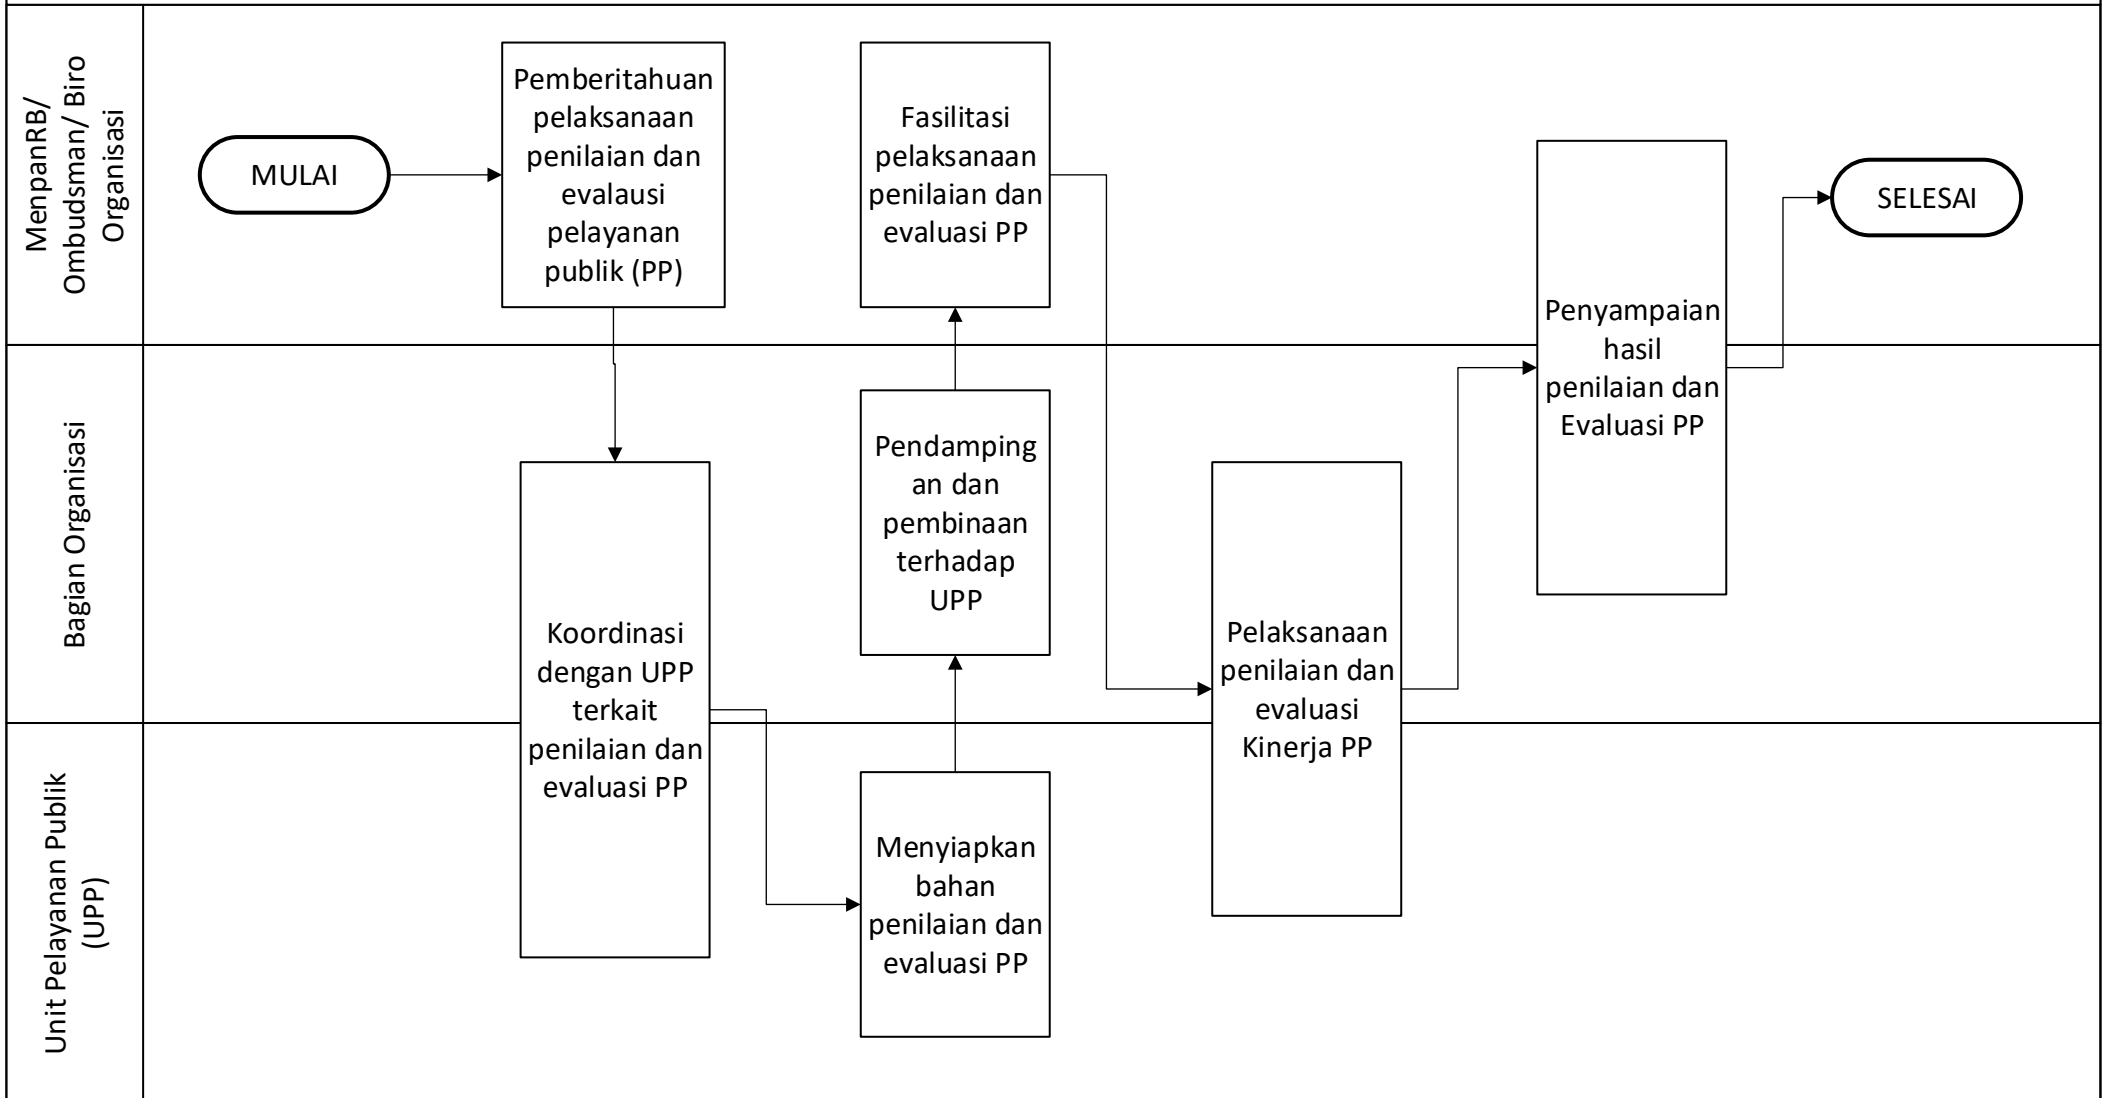 MenpanRB/
Ombudsman/ Biro
Organisasi
MULAI
Pemberitahuan
pelaksanaan
penilaian dan
evalausi
pelayanan
publik (PP)
Fasilitasi
pelaksanaan
penilaian dan
evaluasi PP
Penyampaian
hasil
penilaian dan
Evaluasi PP
SELESAI
Bagian Organisasi
Koordinasi
dengan UPP
terkait
penilaian dan
evaluasi PP
Pendamping
an dan
pembinaan
terhadap
UPP
Pelaksanaan
penilaian dan
evaluasi
Kinerja PP
Unit Pelayanan Publik
(UPP)
Menyiapkan
bahan
penilaian dan
evaluasi PP